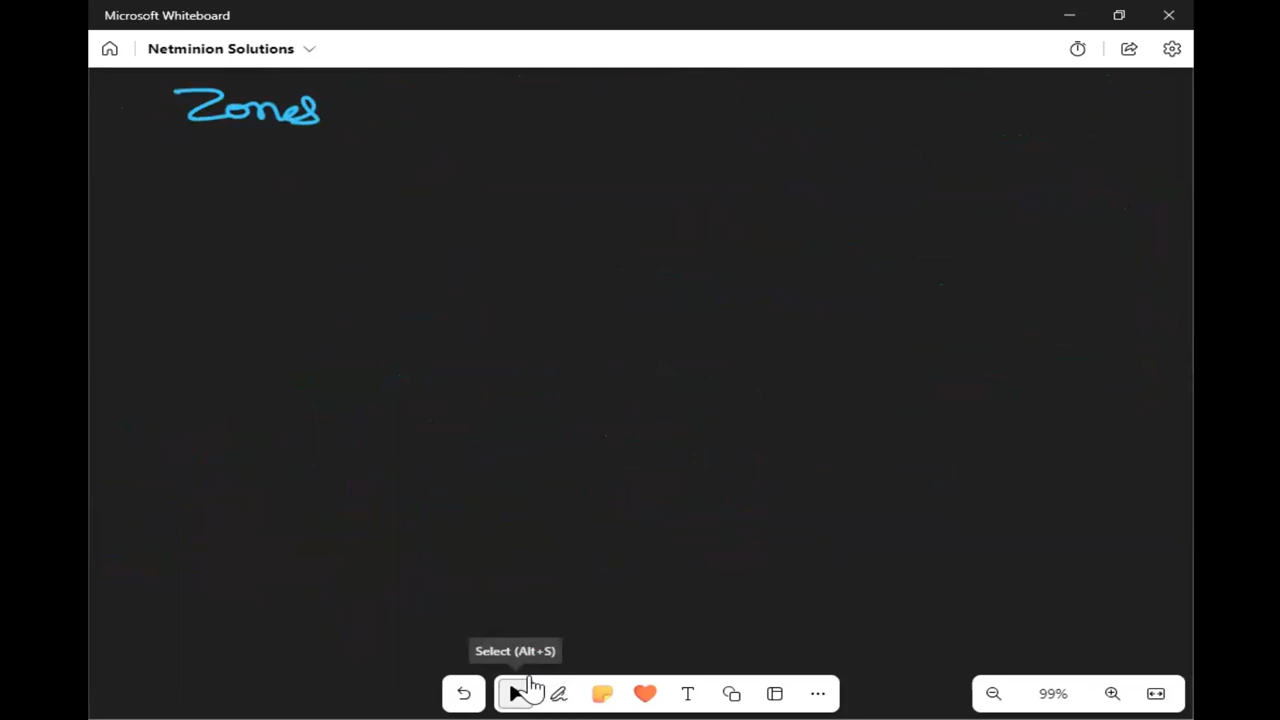 Microsoft Whiteboard
Netminion Solutions
Zones
Select (Alt+S)
T
99%